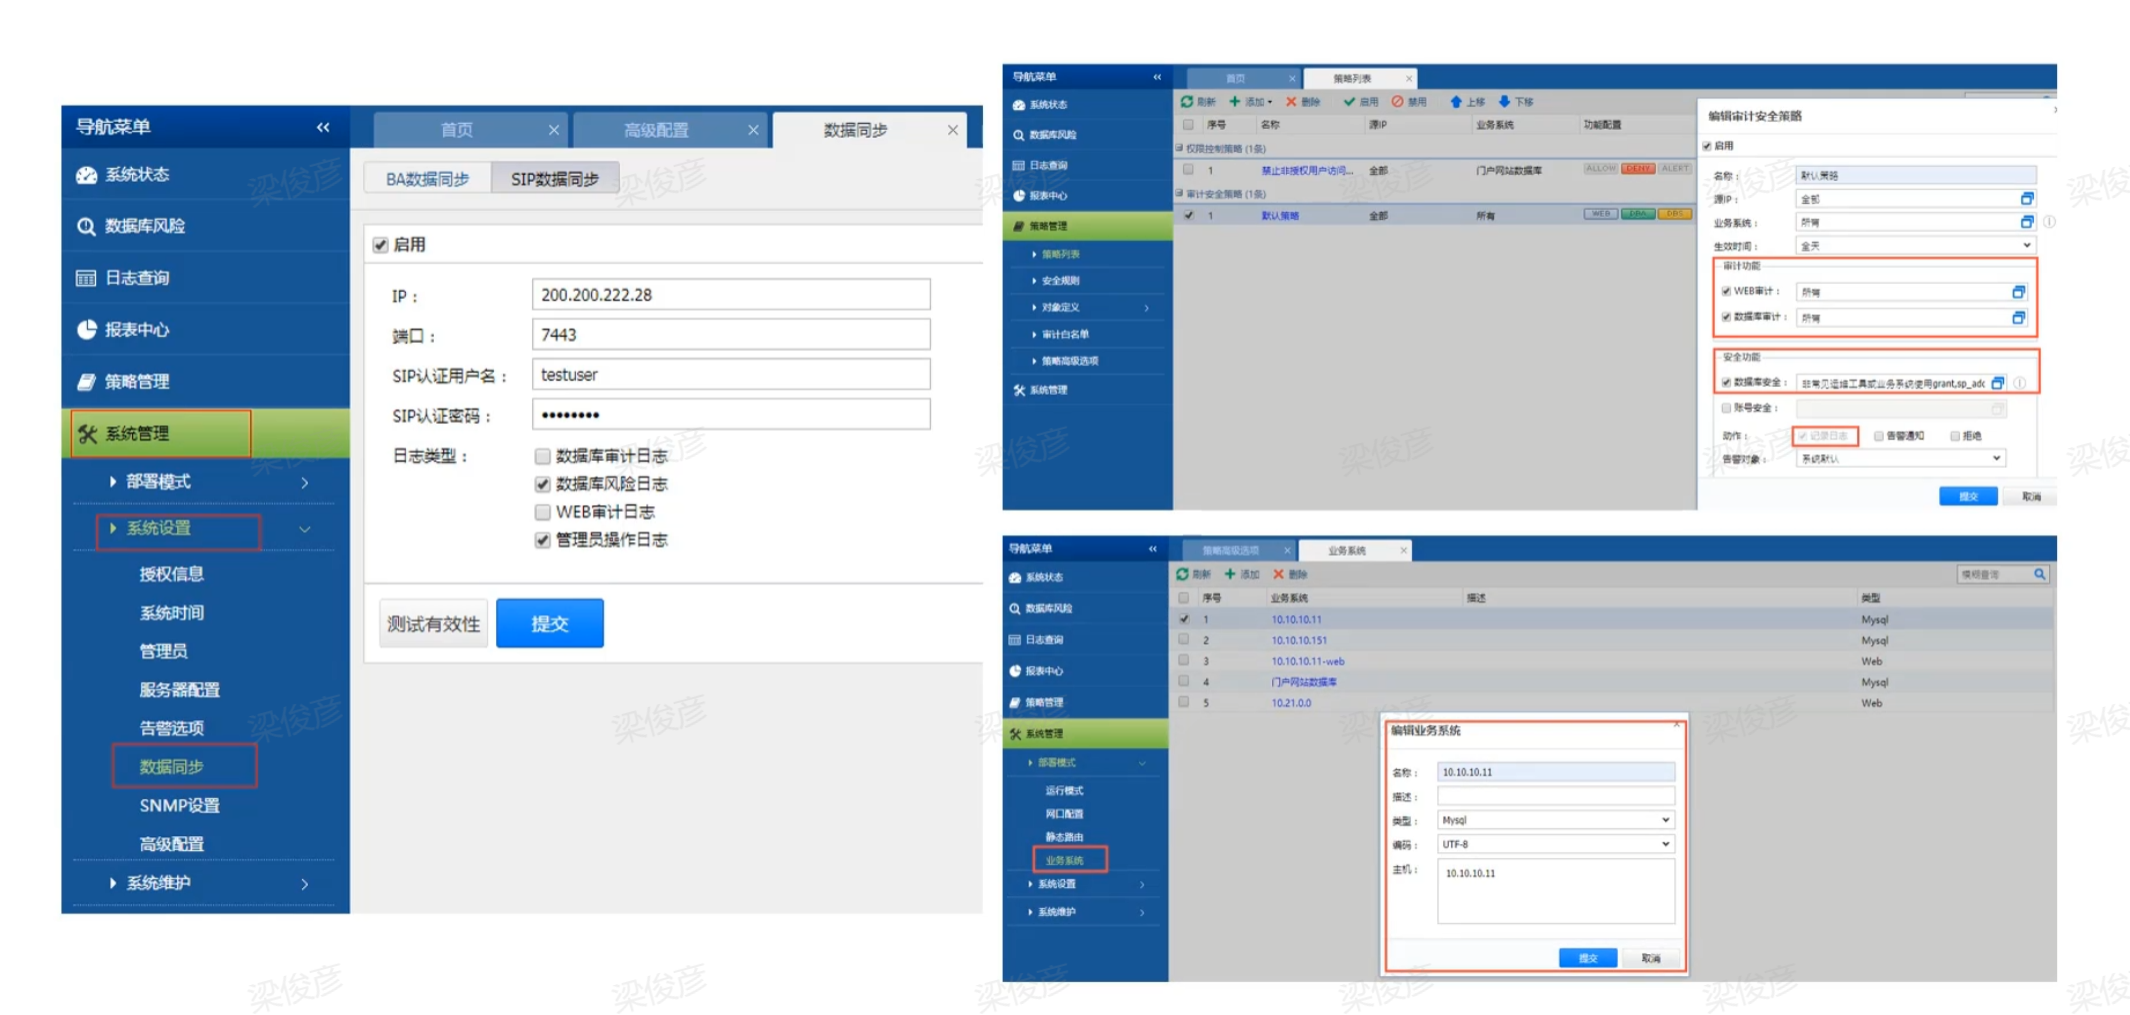 导航菜单
首页
高级配置
数据同步
系统状态
数据库风险
日志查询
报表中心
策略管理
系统管理
部署模式
系统设置
授权信息
系统时间
管理员
服务器配置
告警选项
数据同步
SNMP设置
高级配置
系统维护
BA数据同步
SIP数据同步
启用
IP：
200.200.222.28
端口：
7443
SIP认证用户名：
testuser
SIP认证密码：
••••••••
日志类型：
数据库审计日志
数据库风险日志
WEB审计日志
管理员操作日志
测试有效性
提交
导航菜单
首页
策略列表
系统状态
数据库风险
日志查询
报表中心
策略管理
策略列表
安全规则
对象定义
审计白名单
策略高级选项
系统管理
刷新 添加 删除 启用 禁用 上移 下移
序号 名称 源IP 业务系统 功能配置
权限控制策略 (1条)
1 禁止非授权用户访问... 全部 门户网站数据库 ALLOW DENY ALERT
审计安全策略 (1条)
1 默认策略 全部 所有 WEB DBA DBS
编辑审计安全策略
启用
名称： 默认策略
源IP： 全部
业务系统： 所有
生效时间： 全天
审计功能
WEB审计： 所有
数据库审计： 所有
安全功能
数据库安全： 非常见运维工具或业务系统使用grant,sp_adc
账号安全：
动作： 记录日志 告警通知 拒绝
告警对象： 系统默认
提交 取消
导航菜单
策略高级选项
业务系统
系统状态
数据库风险
日志查询
报表中心
策略管理
系统管理
部署模式
运行模式
网口配置
静态路由
业务系统
系统设置
系统维护
刷新 添加 删除
模糊查询
序号 业务系统 描述 类型
1 10.10.10.11 Mysql
2 10.10.10.151 Mysql
3 10.10.10.11-web Web
4 门户网站数据库 Mysql
5 10.21.0.0 Web
编辑业务系统
名称： 10.10.10.11
描述：
类型： Mysql
编码： UTF-8
主机： 10.10.10.11
提交 取消
梁俊彦